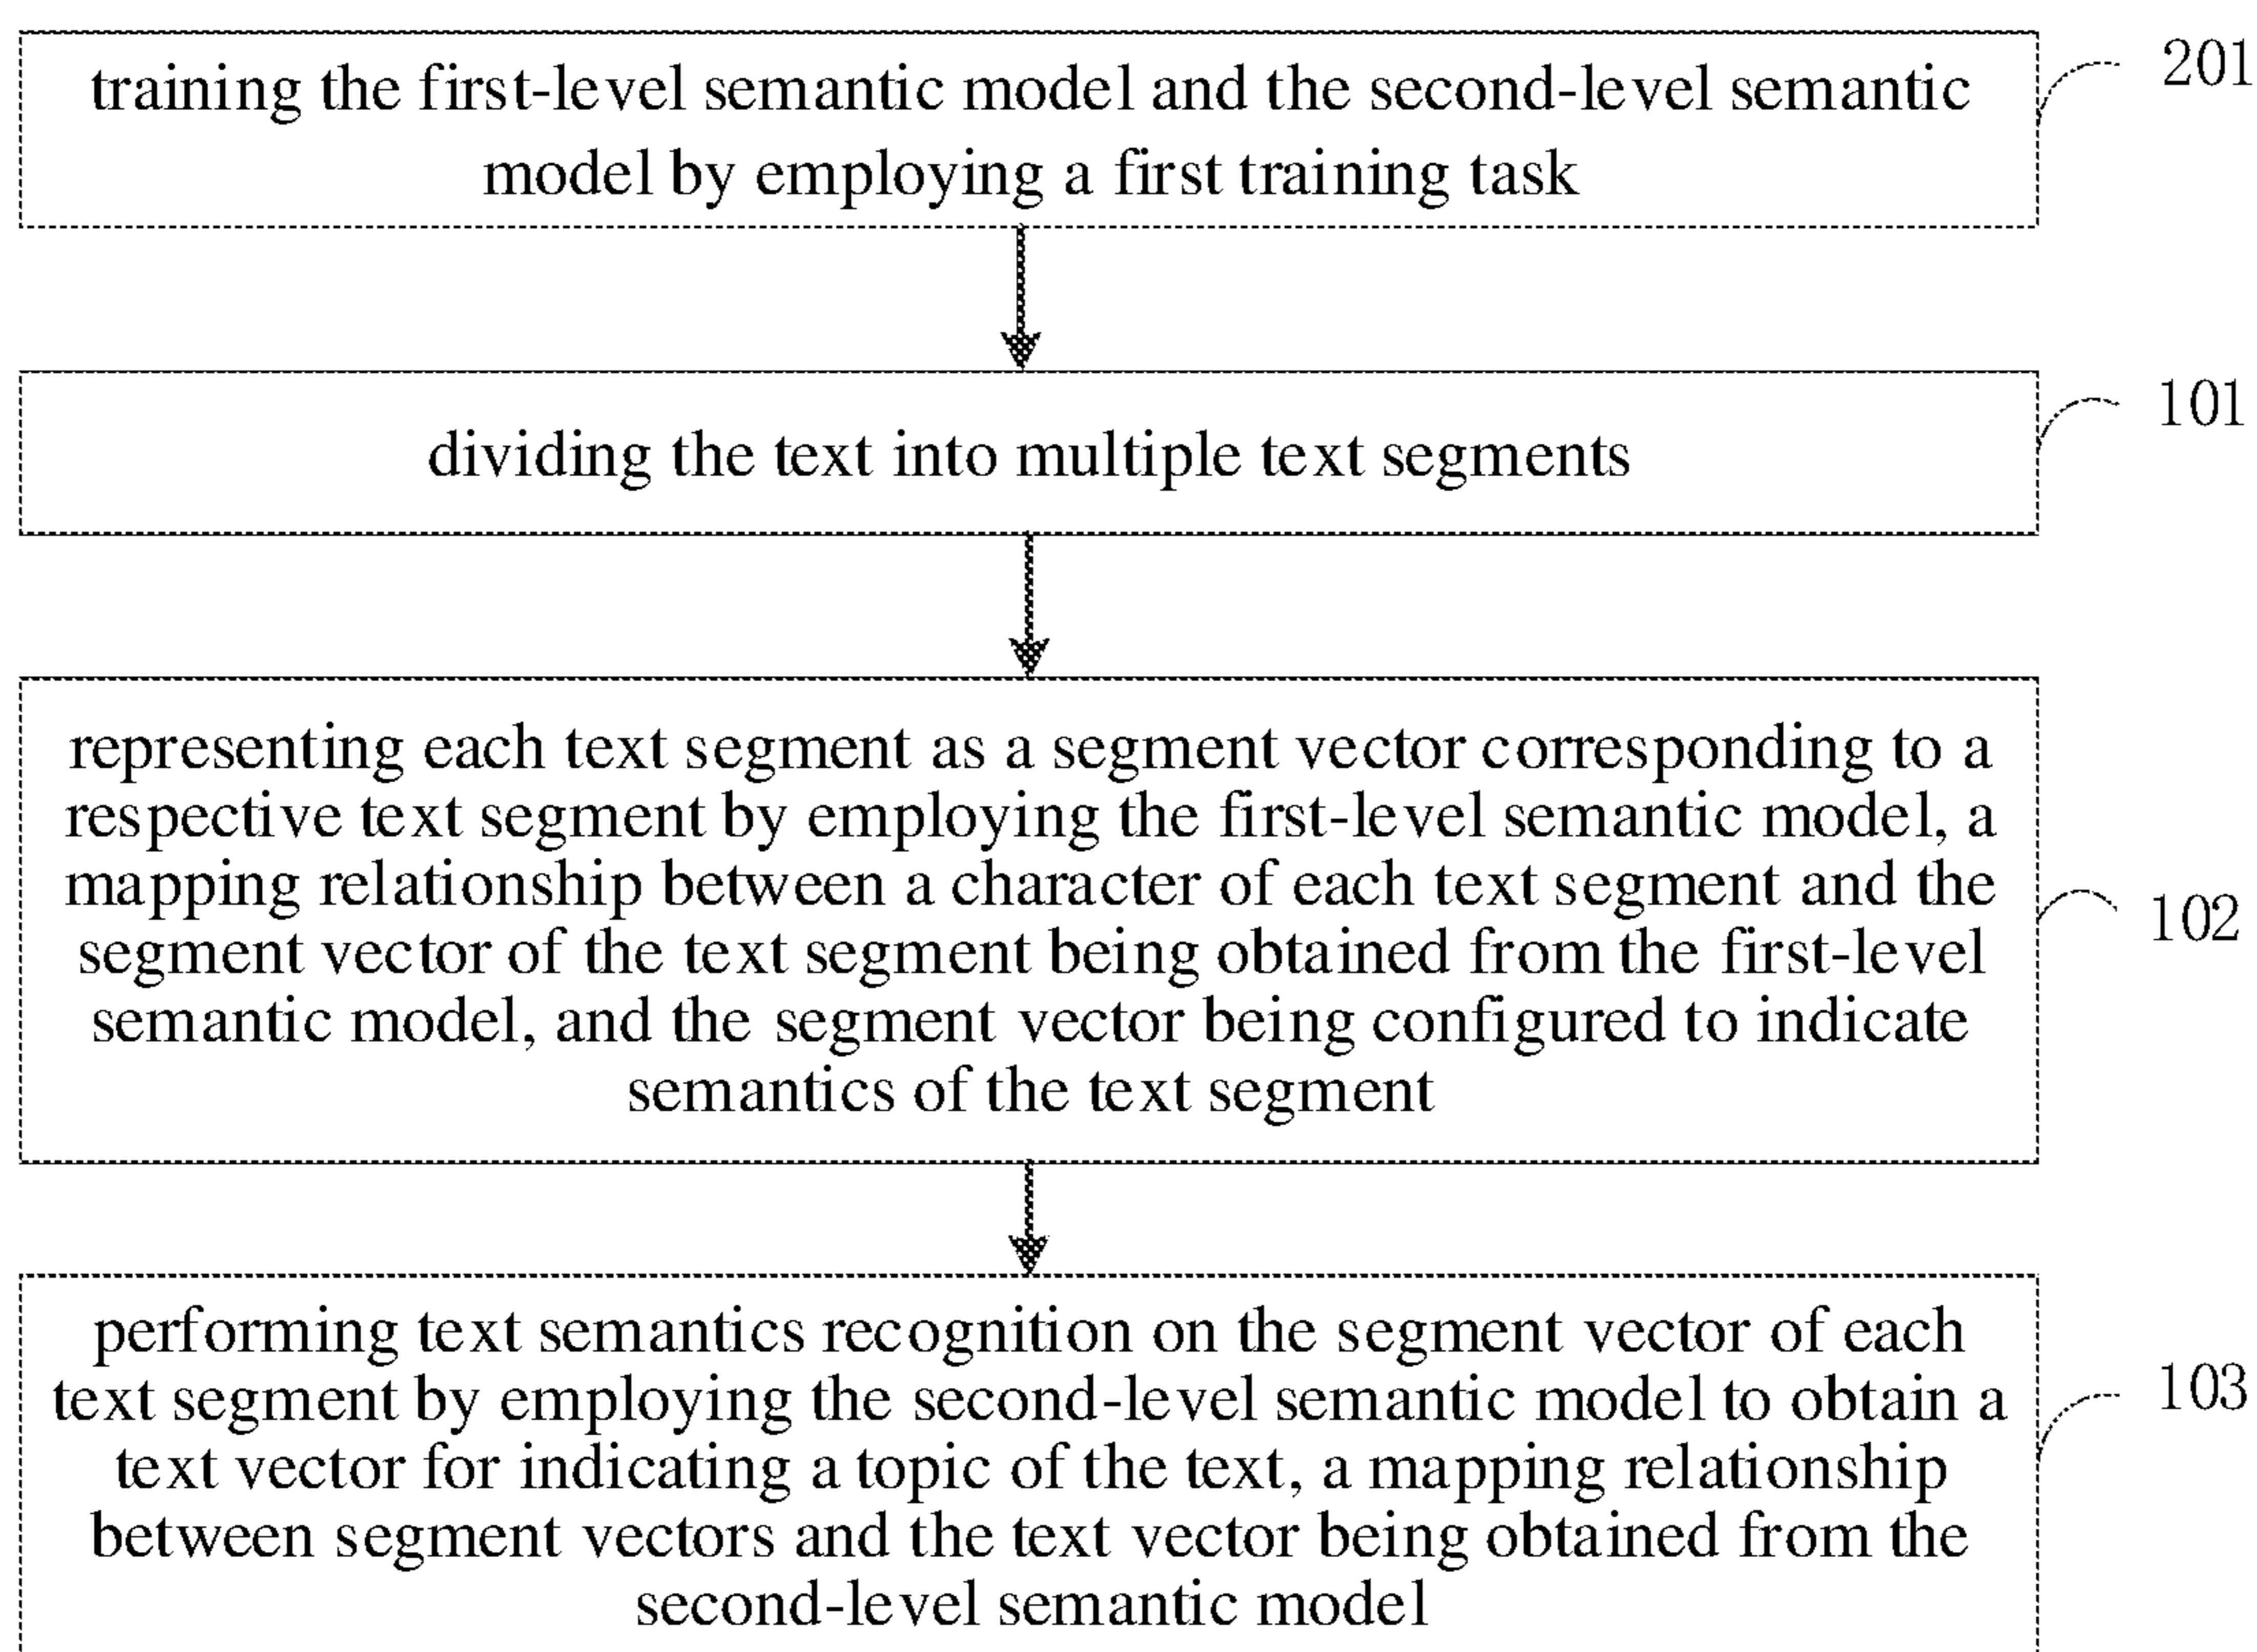 training the first-level semantic model and the second-level semantic
model by employing a first training task
201
dividing the text into multiple text segments
101
representing each text segment as a segment vector corresponding to a
respective text segment by employing the first-level semantic model, a
mapping relationship between a character of each text segment and the
segment vector of the text segment being obtained from the first-level
semantic model, and the segment vector being configured to indicate
semantics of the text segment
102
performing text semantics recognition on the segment vector of each
text segment by employing the second-level semantic model to obtain a
text vector for indicating a topic of the text, a mapping relationship
between segment vectors and the text vector being obtained from the
second-level semantic model
103